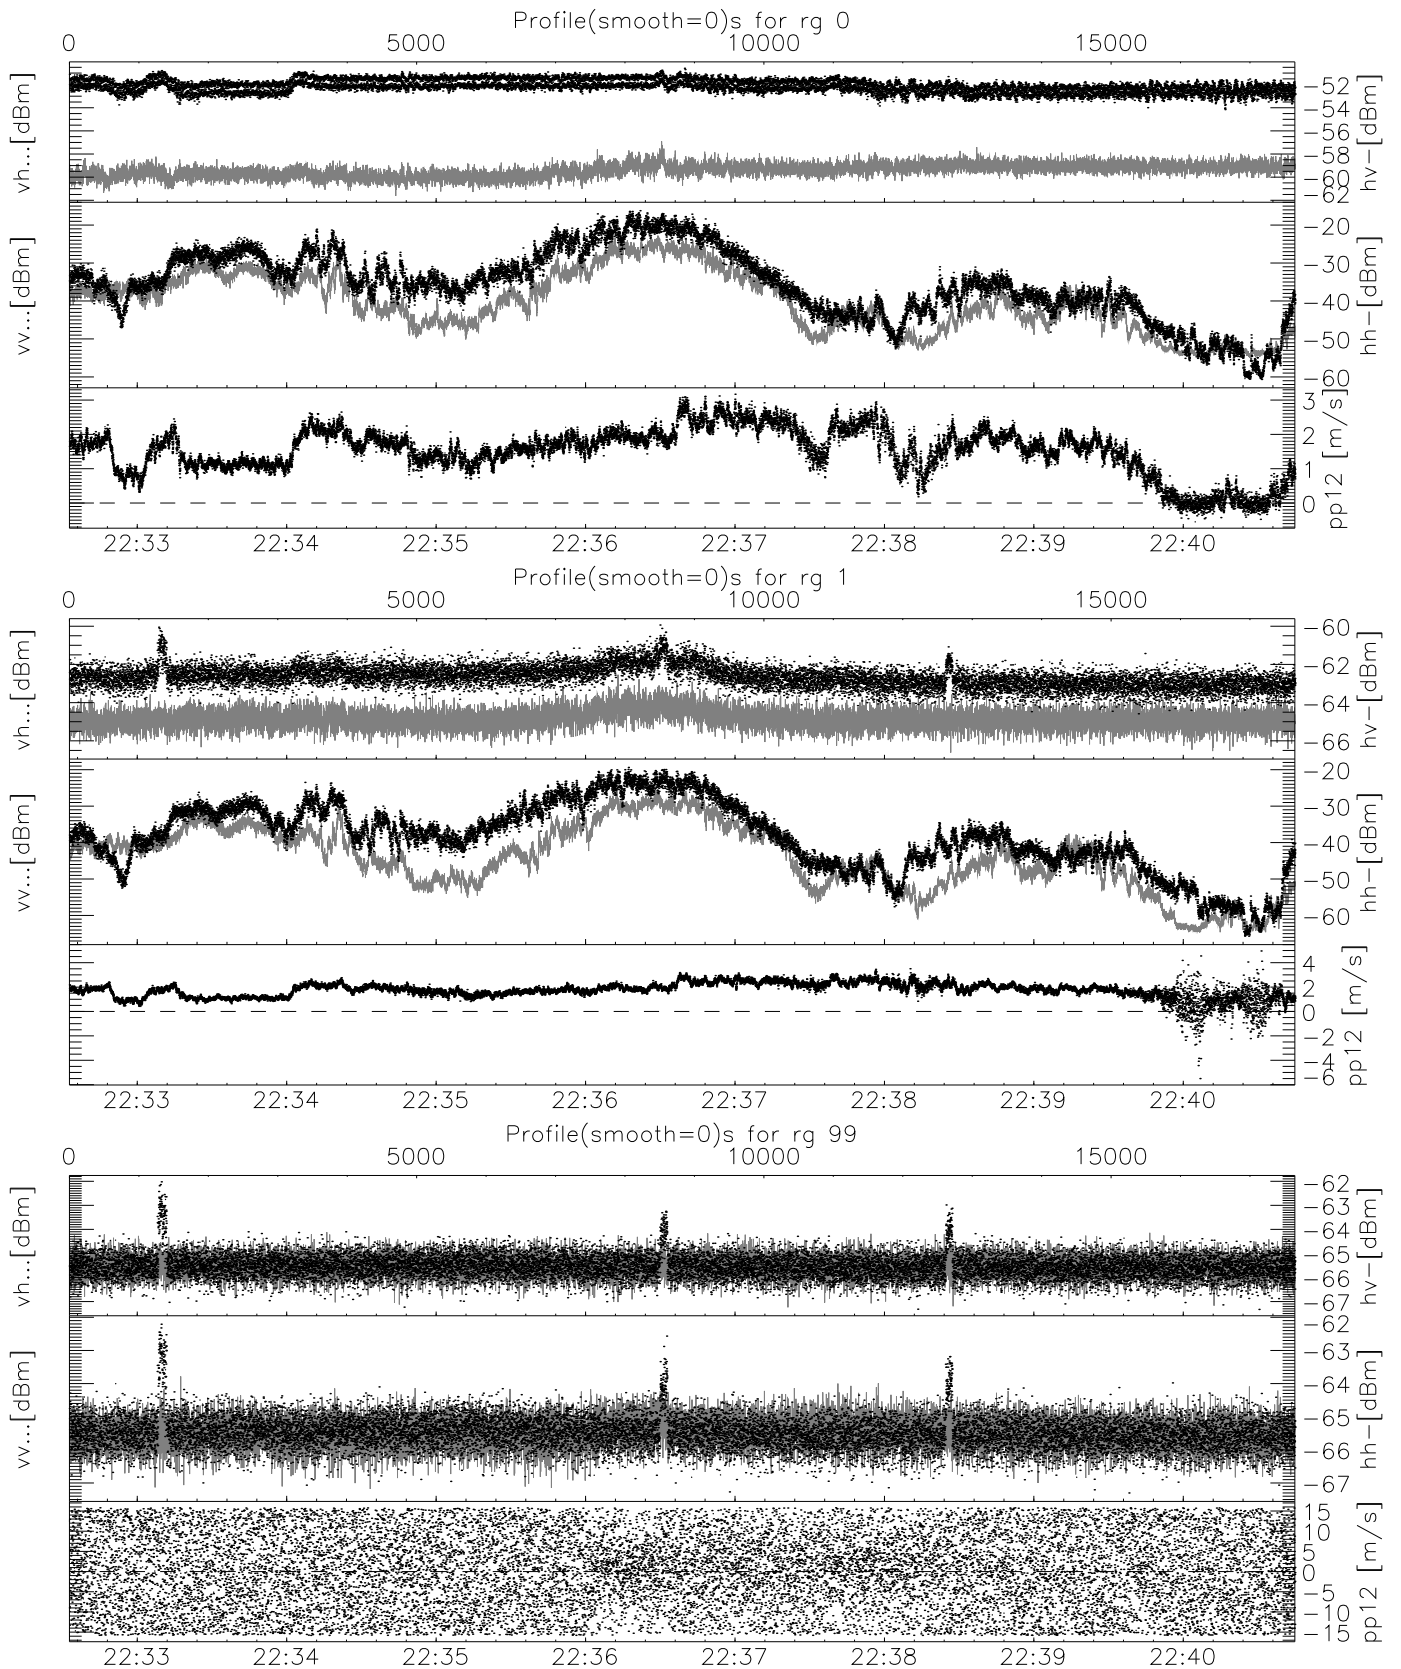 Profile(smooth=0)s for rg 0
0 5000 10000 15000
vh...[dBm]
-52
-54
-56
-58
-60
-62
hv-[dBm]
vv...[dBm]
-20
-30
-40
-50
-60
hh-[dBm]
3
2
1
0
pp12 [m/s]
22:33 22:34 22:35 22:36 22:37 22:38 22:39 22:40
Profile(smooth=0)s for rg 1
0 5000 10000 15000
vh...[dBm]
-60
-62
-64
-66
hv-[dBm]
vv...[dBm]
-20
-30
-40
-50
-60
hh-[dBm]
4
2
0
-2
-4
-6
pp12 [m/s]
22:33 22:34 22:35 22:36 22:37 22:38 22:39 22:40
Profile(smooth=0)s for rg 99
0 5000 10000 15000
vh...[dBm]
-62
-63
-64
-65
-66
-67
hv-[dBm]
vv...[dBm]
-62
-63
-64
-65
-66
-67
hh-[dBm]
15
10
5
0
-5
-10
-15
pp12 [m/s]
22:33 22:34 22:35 22:36 22:37 22:38 22:39 22:40